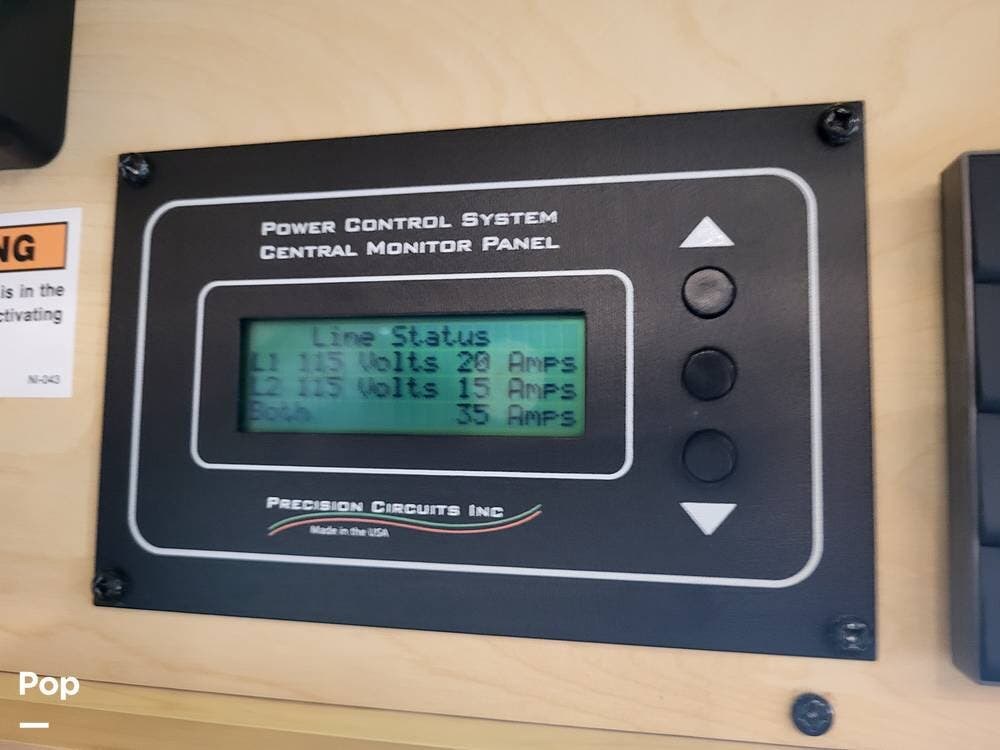 POWER CONTROL SYSTEM
CENTRAL MONITOR PANEL
Line Status
L1 115 Volts 20 Amps
L2 115 Volts 15 Amps
Both 35 Amps
PRECISION CIRCUITS INC
Made in the USA
NG
is in the
ctivating
NI-043
Pop